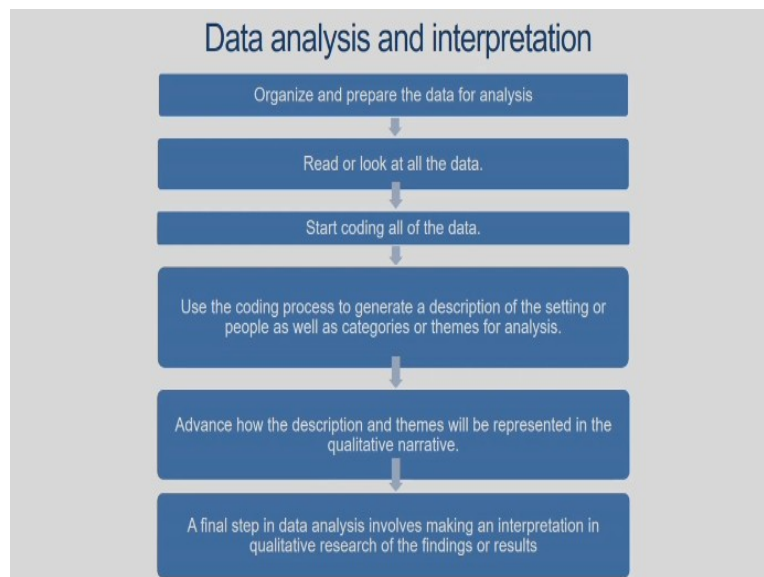 Data analysis and interpretation
Organize and prepare the data for analysis
Read or look at all the data.
Start coding all of the data.
Use the coding process to generate a description of the setting or
people as well as categories or themes for analysis.
Advance how the description and themes will be represented in the
qualitative narrative.
A final step in data analysis involves making an interpretation in
qualitative research of the findings or results